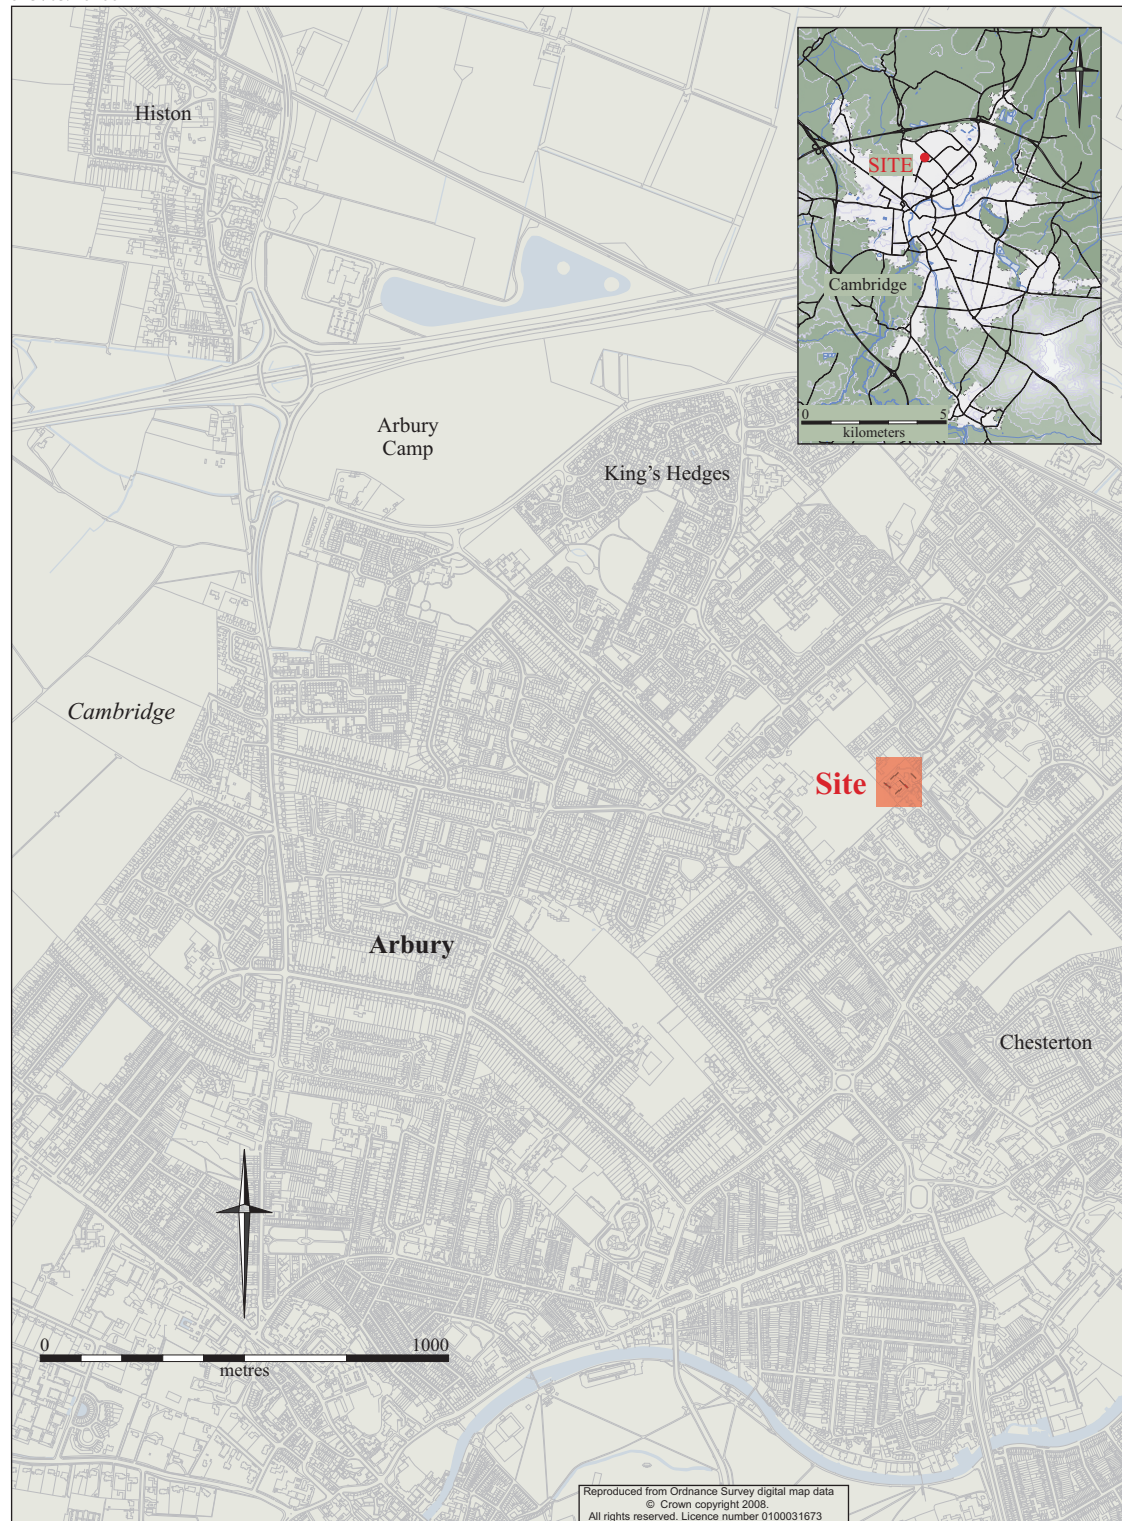 Histon
SITE
Cambridge
0 5
kilometers
Arbury
Camp
King's Hedges
Cambridge
Site
Arbury
Chesterton
0 1000
metres
Reproduced from Ordnance Survey digital map data
© Crown copyright 2008.
All rights reserved. Licence number 0100031673